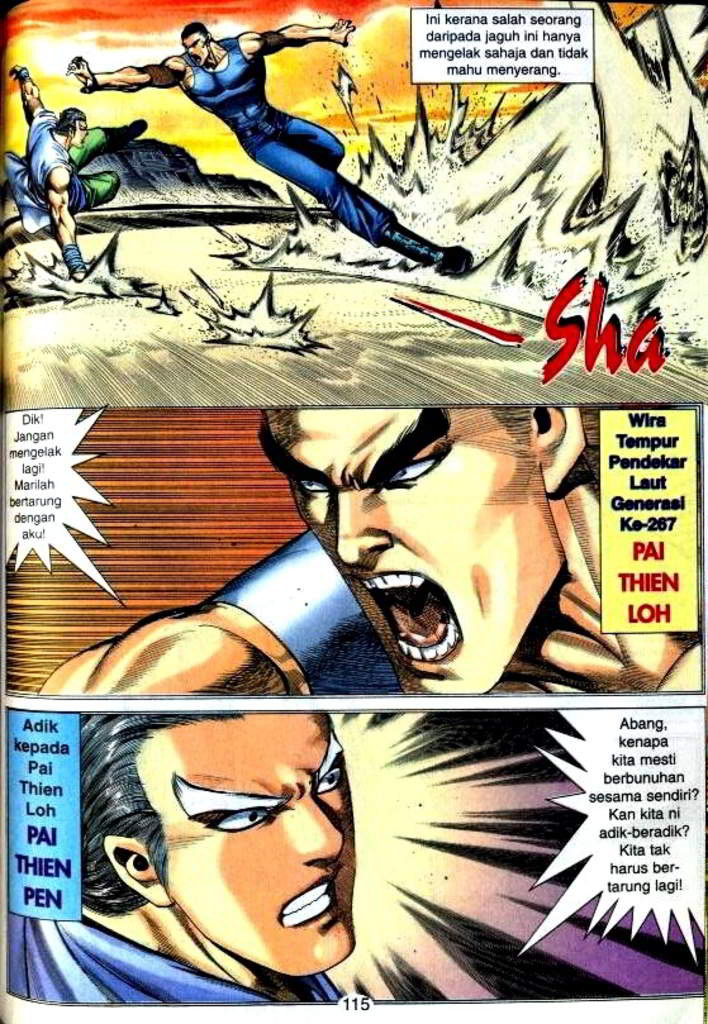 Ini kerana salah seorang
daripada jaguh ini hanya
mengelak sahaja dan tidak
mahu menyerang.
Sha
Dik!
Jangan
mengelak
lagi!
Marilah
bertarung
dengan
aku!
Wira
Tempur
Pendekar
Laut
Generasi
Ke-267
PAI
THIEN
LOH
Adik
kepada
Pai
Thien
Loh
PAI
THIEN
PEN
Abang,
kenapa
kita mesti
berbunuhan
sesama sendiri?
Kan kita ni
adik-beradik?
Kita tak
harus ber-
tarung lagi!
115